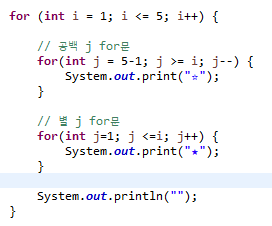 for (int i = 1; i <= 5; i++) {
// 공백 j for문
for(int j = 5-1; j >= i; j--) {
System.out.print("☆");
}
// 별 j for문
for(int j=1; j <=i; j++) {
System.out.print("★");
}
System.out.println("");
}